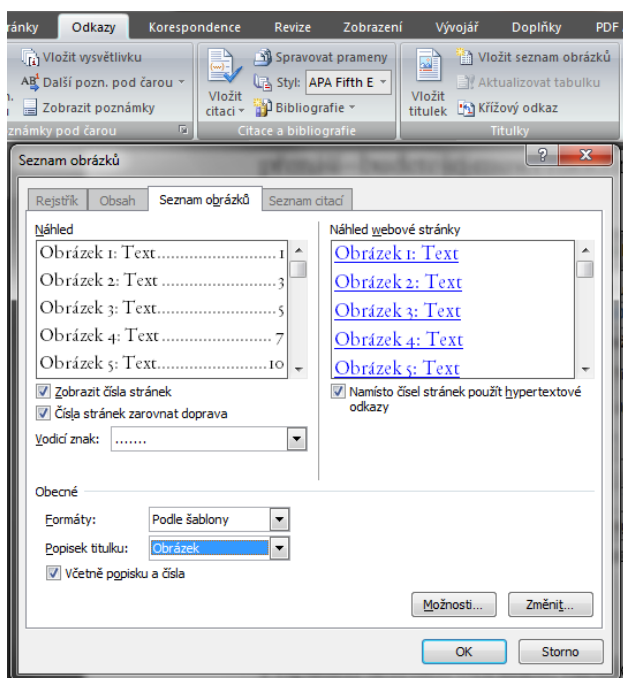 ránky Odkazy Korespondence Revize Zobrazení Vývojář Doplňky PDF
Vložit vysvětlivku
Další pozn. pod čarou
Zobrazit poznámky
známky pod čarou
Vložit citaci
Spravovat prameny
Styl: APA Fifth E
Bibliografie
Citace a bibliografie
Vložit titulek
Vložit seznam obrázků
Aktualizovat tabulku
Křížový odkaz
Titulky
Seznam obrázků
Rejstřík Obsah Seznam obrázků Seznam citací
Náhled
Obrázek 1: Text..................... 1
Obrázek 2: Text ..................... 3
Obrázek 3: Text..................... 5
Obrázek 4: Text ..................... 7
Obrázek 5: Text..................... 10
Zobrazit čísla stránek
Čísla stránek zarovnat doprava
Vodicí znak: .......
Náhled webové stránky
Obrázek 1: Text
Obrázek 2: Text
Obrázek 3: Text
Obrázek 4: Text
Obrázek 5: Text
Namísto čísel stránek použít hypertextové
odkazy
Obecné
Formáty: Podle šablony
Popisek titulku: Obrázek
Včetně popisku a čísla
Možnosti... Změnit...
OK Storno